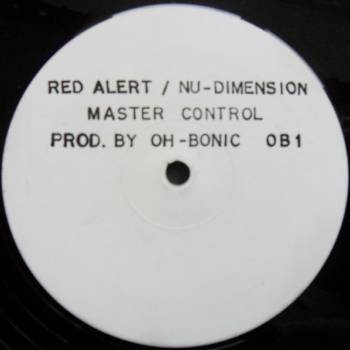 RED ALERT / NU-DIMENSION
MASTER CONTROL
PROD. BY OH-BONIC OB1